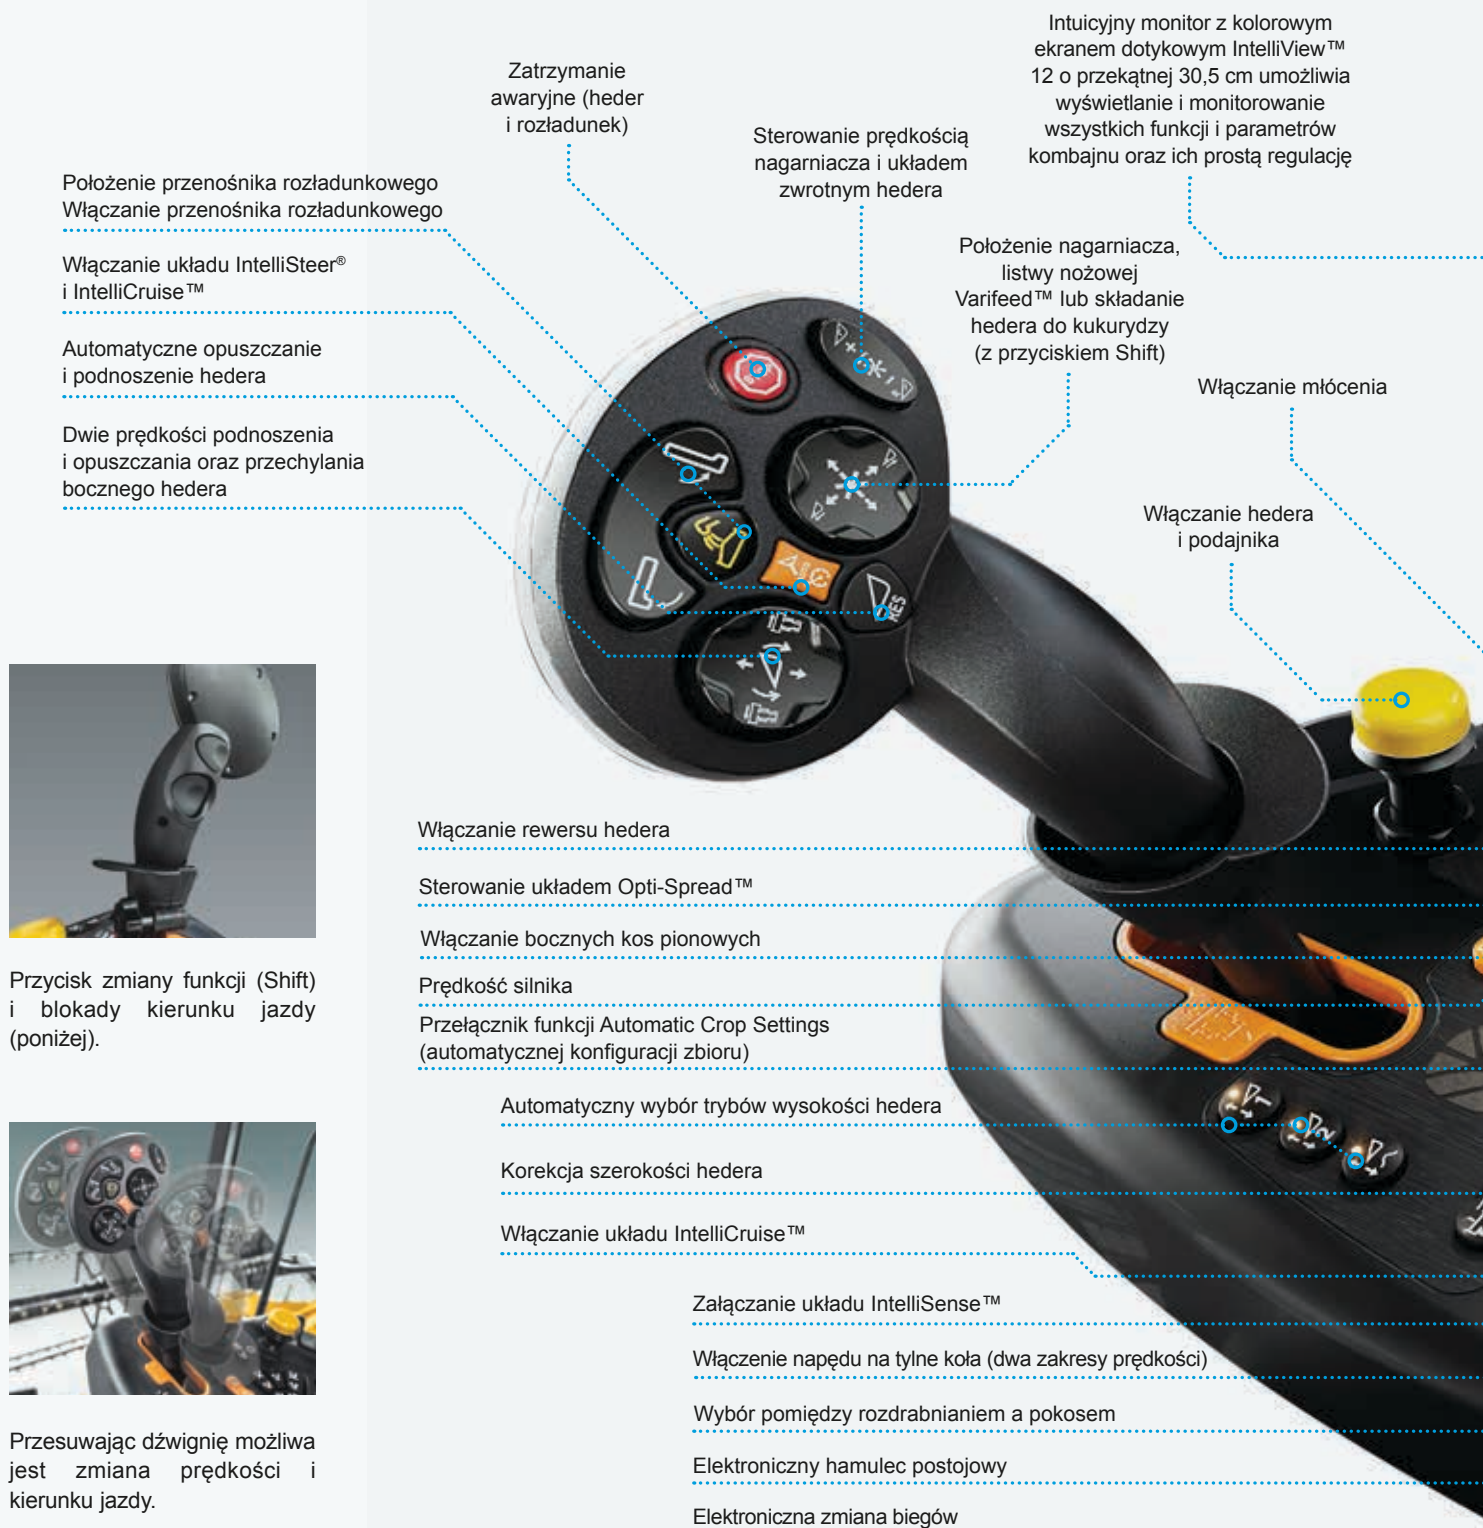 Intuicyjny monitor z kolorowym
ekranem dotykowym IntelliView™
12 o przekątnej 30,5 cm umożliwia
wyświetlanie i monitorowanie
wszystkich funkcji i parametrów
kombajnu oraz ich prostą regulację
Zatrzymanie
awaryjne (heder
i rozładunek)
Sterowanie prędkością
nagarniacza i układem
zwrotnym hedera
Położenie przenośnika rozładunkowego
Włączanie przenośnika rozładunkowego
Włączanie układu IntelliSteer®
i IntelliCruise™
Automatyczne opuszczanie
i podnoszenie hedera
Dwie prędkości podnoszenia
i opuszczania oraz przechylania
bocznego hedera
Położenie nagarniacza,
listwy nożowej
Varifeed™ lub składanie
hedera do kukurydzy
(z przyciskiem Shift)
Włączanie młócenia
Włączanie hedera
i podajnika
RES
Włączanie rewersu hedera
Sterowanie układem Opti-Spread™
Włączanie bocznych kos pionowych
Prędkość silnika
Przełącznik funkcji Automatic Crop Settings
(automatycznej konfiguracji zbioru)
Automatyczny wybór trybów wysokości hedera
Korekcja szerokości hedera
Włączanie układu IntelliCruise™
Załączanie układu IntelliSense™
Włączenie napędu na tylne koła (dwa zakresy prędkości)
Wybór pomiędzy rozdrabnianiem a pokosem
Elektroniczny hamulec postojowy
Elektroniczna zmiana biegów
Przycisk zmiany funkcji (Shift)
i blokady kierunku jazdy
(poniżej).
Przesuwając dźwignię możliwa
jest zmiana prędkości i
kierunku jazdy.